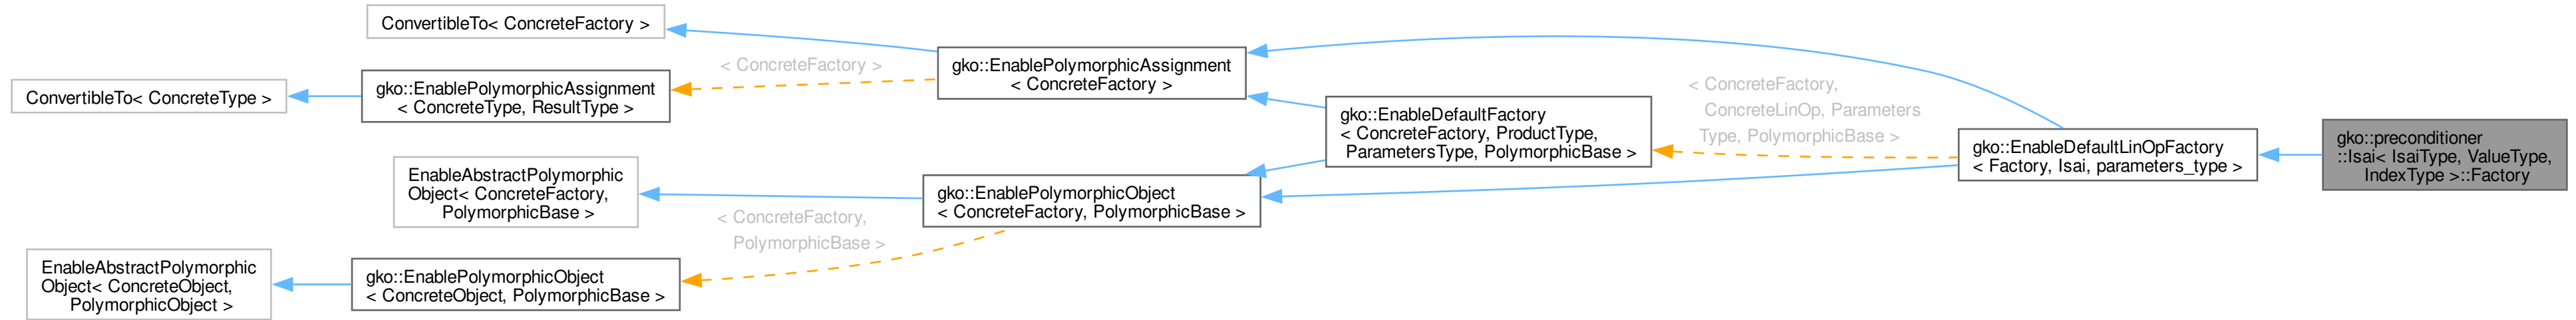 ConvertibleTo< ConcreteFactory >
ConvertibleTo< ConcreteType >
gko::EnablePolymorphicAssignment
< ConcreteType, ResultType >
< ConcreteFactory >
gko::EnablePolymorphicAssignment
< ConcreteFactory >
EnableAbstractPolymorphic
Object< ConcreteFactory,
PolymorphicBase >
EnableAbstractPolymorphic
Object< ConcreteObject,
PolymorphicObject >
gko::EnablePolymorphicObject
< ConcreteObject, PolymorphicBase >
< ConcreteFactory,
PolymorphicBase >
gko::EnablePolymorphicObject
< ConcreteFactory, PolymorphicBase >
gko::EnableDefaultFactory
< ConcreteFactory, ProductType,
ParametersType, PolymorphicBase >
< ConcreteFactory,
ConcreteLinOp, Parameters
Type, PolymorphicBase >
gko::EnableDefaultLinOpFactory
< Factory, Isai, parameters_type >
gko::preconditioner
::Isai< IsaiType, ValueType,
IndexType >::Factory